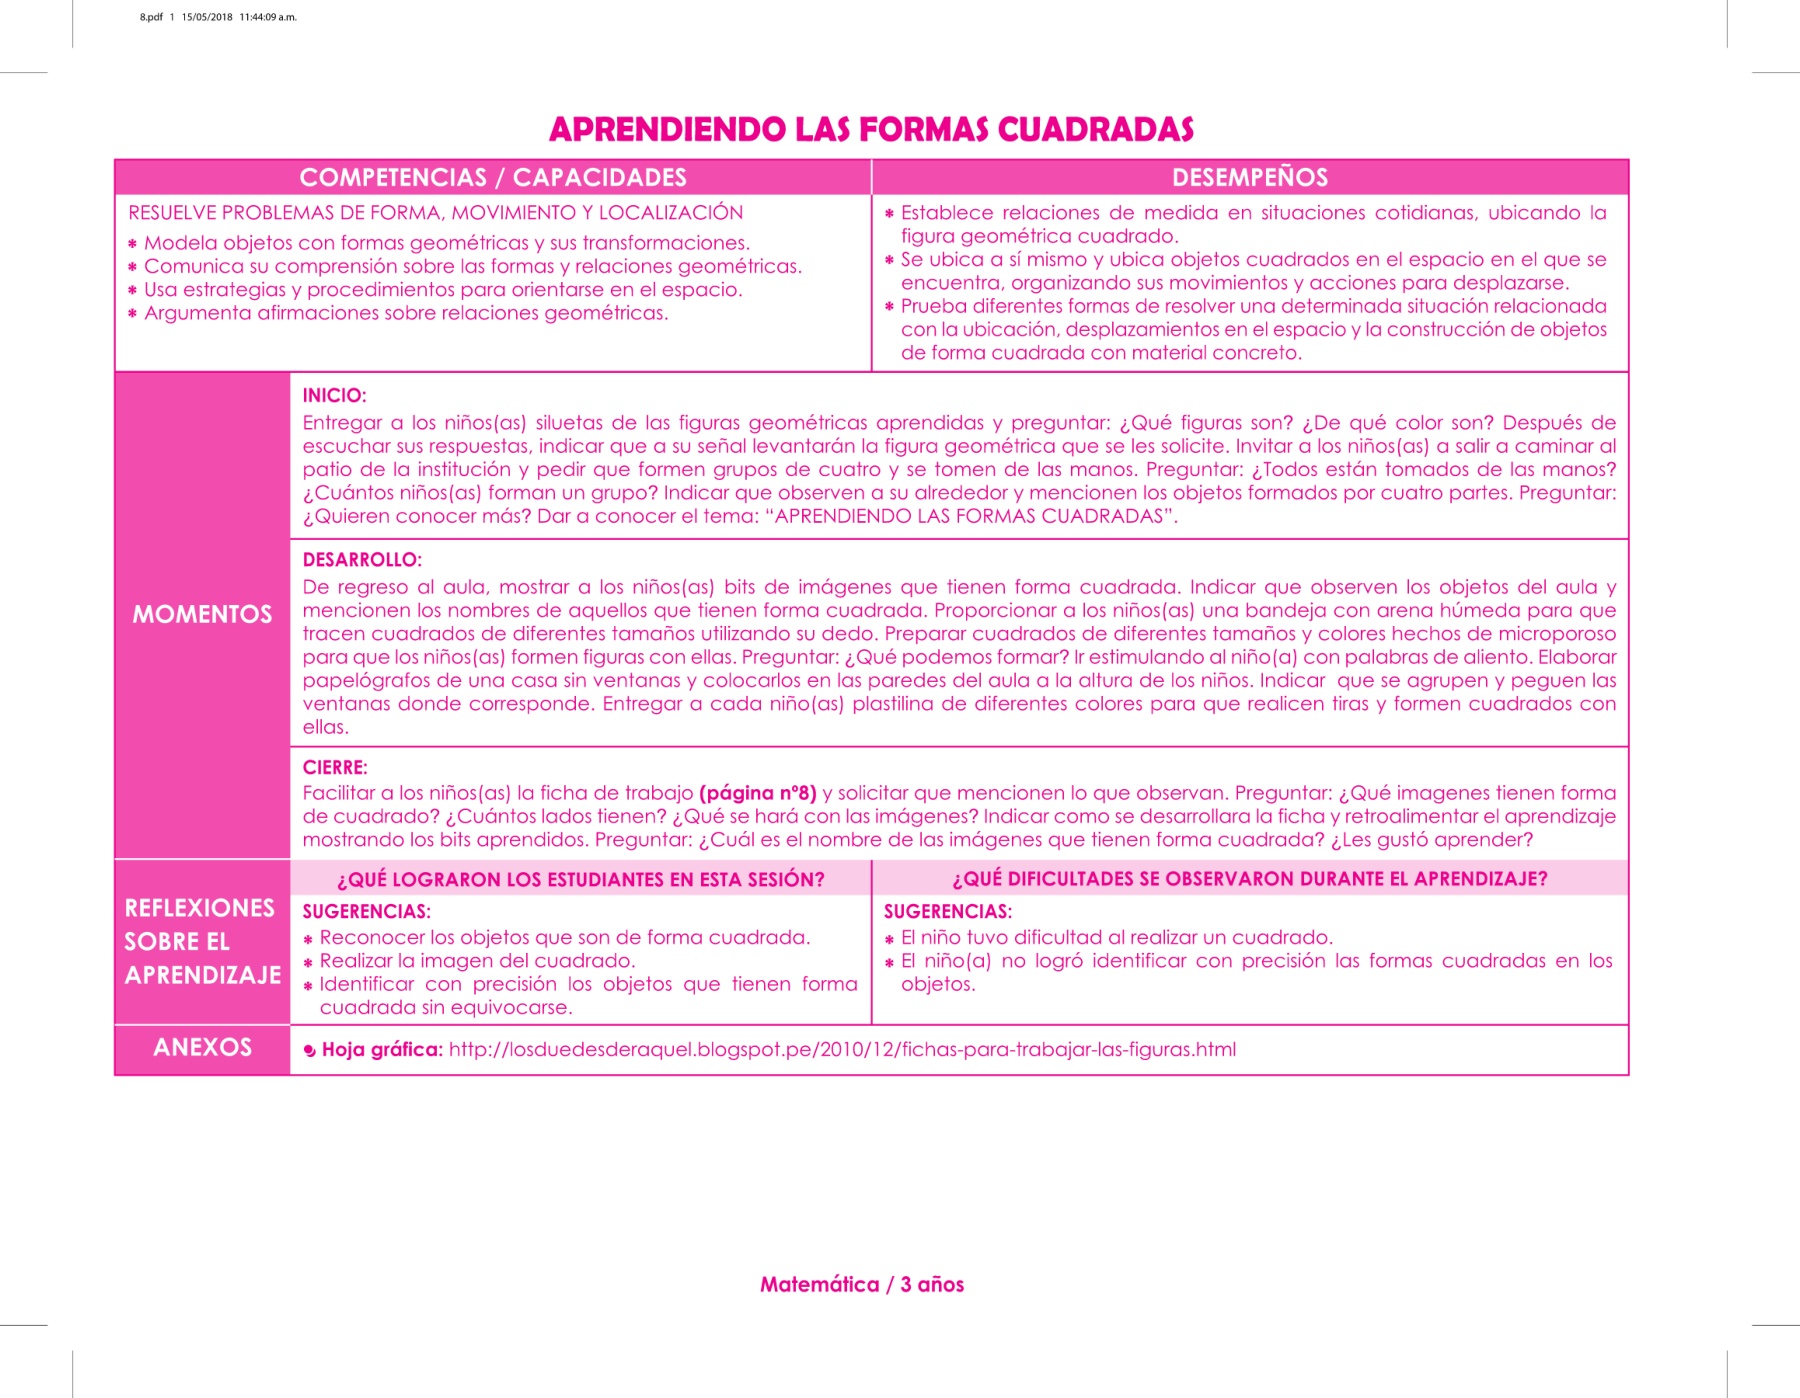 8.pdf 1 15/05/2018 11:44:09 a.m.
APRENDIENDO LAS FORMAS CUADRADAS
COMPETENCIAS / CAPACIDADES
DESEMPEÑOS
RESUELVE PROBLEMAS DE FORMA, MOVIMIENTO Y LOCALIZACIÓN
* Modela objetos con formas geométricas y sus transformaciones.
* Comunica su comprensión sobre las formas y relaciones geométricas.
* Usa estrategias y procedimientos para orientarse en el espacio.
* Argumenta afirmaciones sobre relaciones geométricas.
* Establece relaciones de medida en situaciones cotidianas, ubicando la
figura geométrica cuadrado.
* Se ubica a sí mismo y ubica objetos cuadrados en el espacio en el que se
encuentra, organizando sus movimientos y acciones para desplazarse.
* Prueba diferentes formas de resolver una determinada situación relacionada
con la ubicación, desplazamientos en el espacio y la construcción de objetos
de forma cuadrada con material concreto.
MOMENTOS
INICIO:
Entregar a los niños(as) siluetas de las figuras geométricas aprendidas y preguntar: ¿Qué figuras son? ¿De qué color son? Después de
escuchar sus respuestas, indicar que a su señal levantarán la figura geométrica que se les solicite. Invitar a los niños(as) a salir a caminar al
patio de la institución y pedir que formen grupos de cuatro y se tomen de las manos. Preguntar: ¿Todos están tomados de las manos?
¿Cuántos niños(as) forman un grupo? Indicar que observen a su alrededor y mencionen los objetos formados por cuatro partes. Preguntar:
¿Quieren conocer más? Dar a conocer el tema: “APRENDIENDO LAS FORMAS CUADRADAS”.
DESARROLLO:
De regreso al aula, mostrar a los niños(as) bits de imágenes que tienen forma cuadrada. Indicar que observen los objetos del aula y
mencionen los nombres de aquellos que tienen forma cuadrada. Proporcionar a los niños(as) una bandeja con arena húmeda para que
tracen cuadrados de diferentes tamaños utilizando su dedo. Preparar cuadrados de diferentes tamaños y colores hechos de microporoso
para que los niños(as) formen figuras con ellas. Preguntar: ¿Qué podemos formar? Ir estimulando al niño(a) con palabras de aliento. Elaborar
papelógrafos de una casa sin ventanas y colocarlos en las paredes del aula a la altura de los niños. Indicar que se agrupen y peguen las
ventanas donde corresponde. Entregar a cada niño(as) plastilina de diferentes colores para que realicen tiras y formen cuadrados con
ellas.
CIERRE:
Facilitar a los niños(as) la ficha de trabajo (página nº8) y solicitar que mencionen lo que observan. Preguntar: ¿Qué imagenes tienen forma
de cuadrado? ¿Cuántos lados tienen? ¿Qué se hará con las imágenes? Indicar como se desarrollara la ficha y retroalimentar el aprendizaje
mostrando los bits aprendidos. Preguntar: ¿Cuál es el nombre de las imágenes que tienen forma cuadrada? ¿Les gustó aprender?
REFLEXIONES
SOBRE EL
APRENDIZAJE
¿QUÉ LOGRARON LOS ESTUDIANTES EN ESTA SESIÓN?
SUGERENCIAS:
* Reconocer los objetos que son de forma cuadrada.
* Realizar la imagen del cuadrado.
* Identificar con precisión los objetos que tienen forma
cuadrada sin equivocarse.
¿QUÉ DIFICULTADES SE OBSERVARON DURANTE EL APRENDIZAJE?
SUGERENCIAS:
* El niño tuvo dificultad al realizar un cuadrado.
* El niño(a) no logró identificar con precisión las formas cuadradas en los
objetos.
ANEXOS
Hoja gráfica: http://losduedesderaquel.blogspot.pe/2010/12/fichas-para-trabajar-las-figuras.html
Matemática / 3 años